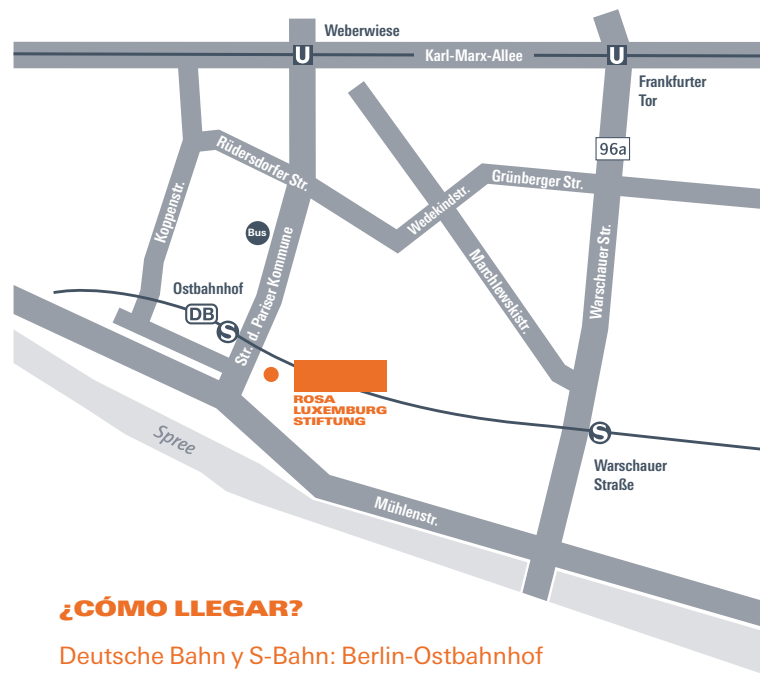 Weberwiese
U
Karl-Marx-Allee
U
Frankfurter
Tor
96a
Rüdersdorfer Str.
Grünberger Str.
Koppenstr.
Wedekindstr.
Bus
Str. d. Pariser Kommune
Marchlewskistr.
Warschauer Str.
Ostbahnhof
DB
S
ROSA
LUXEMBURG
STIFTUNG
S
Spree
Warschauer
Straße
Mühlenstr.
¿CÓMO LLEGAR?
Deutsche Bahn y S-Bahn: Berlin-Ostbahnhof